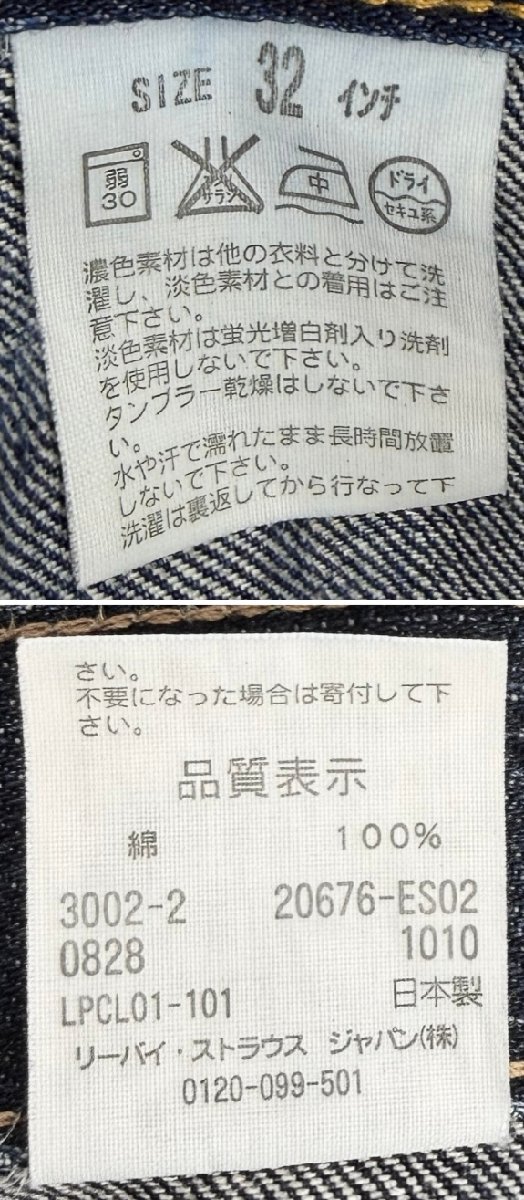 SIZE 32 インチ
弱 30
サラシ
中
ドライ セキユ系
濃色素材は他の衣料と分けて洗
濯し、淡色素材との着用はご注
意下さい。
淡色素材は蛍光増白剤入り洗剤
を使用しないで下さい。
タンブラー乾燥はしないで下さ
い。
水や汗で濡れたまま長時間放置
しないで下さい。
洗濯は裏返してから行なって下
さい。
不要になった場合は寄付して下
さい。
品質表示
綿 100%
3002-2 20676-ES02
0828 1010
LPCL01-101 日本製
リーバイ・ストラウス ジャパン(株)
0120-099-501